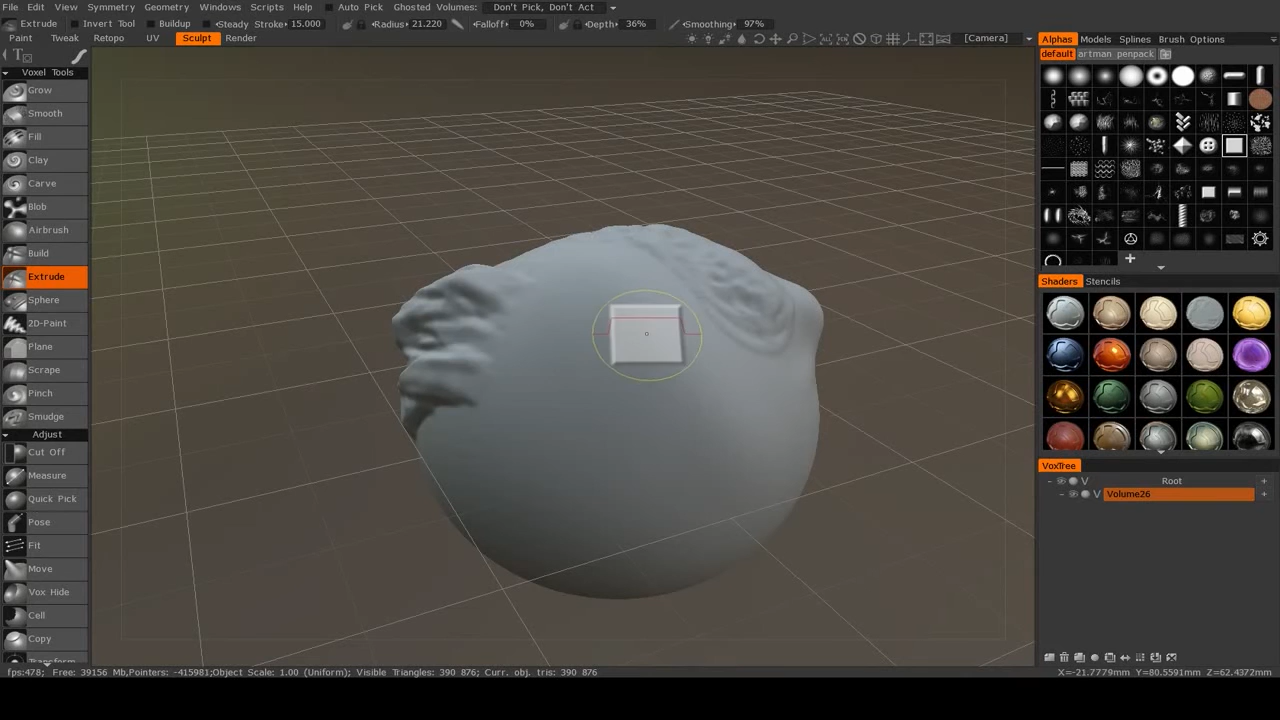 File Edit View Symmetry Geometry Windows Scripts Help Auto Pick Ghosted Volumes: Don't Pick, Don't Act
Extrude Invert Tool Buildup Steady Stroke 15.000 Radius 21.220 Falloff 0% Depth 36% Smoothing 97%
Paint Tweak Retopo UV Sculpt Render [Camera]
Alphas Models Splines Brush Options
default artman penpack
Voxel Tools
Grow
Smooth
Fill
Clay
Carve
Blob
Airbrush
Build
Extrude
Sphere
2D-Paint
Plane
Scrape
Pinch
Smudge
Adjust
Cut Off
Measure
Quick Pick
Pose
Fit
Move
Vox Hide
Cell
Copy
Shaders Stencils
VoxTree
V Root +
V Volume26 +
fps:478; Free: 39156 Mb,Pointers: -415981;Object Scale: 1.00 (Uniform); Visible Triangles: 390 876; Curr. obj. tris: 390 876 X=-21.7779mm Y=80.5591mm Z=62.4372mm